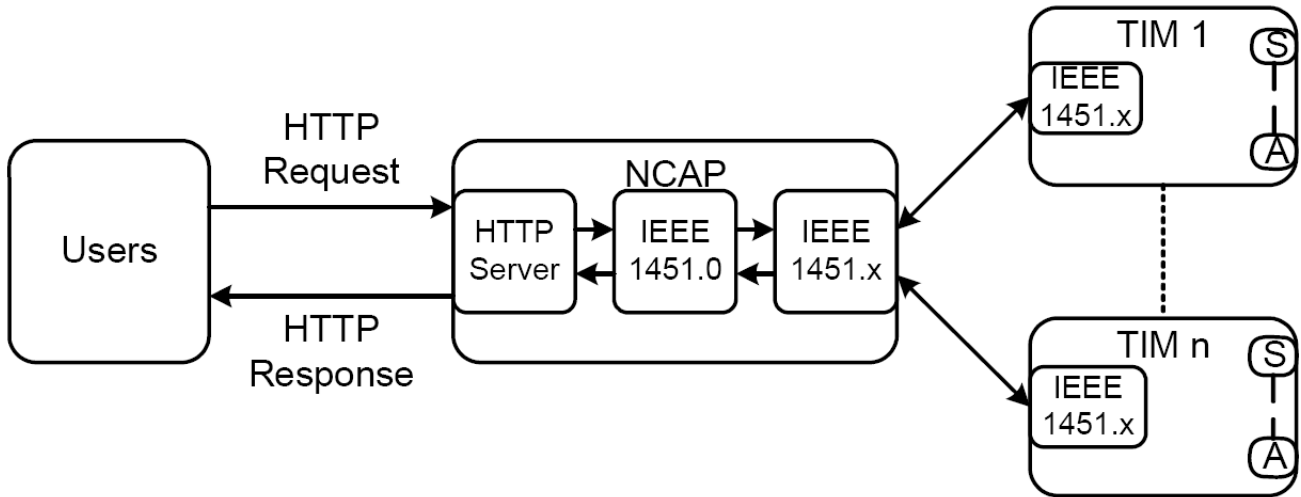 Users
HTTP
Request
HTTP
Response
NCAP
HTTP
Server
IEEE
1451.0
IEEE
1451.x
TIM 1
IEEE
1451.x
S
A
TIM n
IEEE
1451.x
S
A